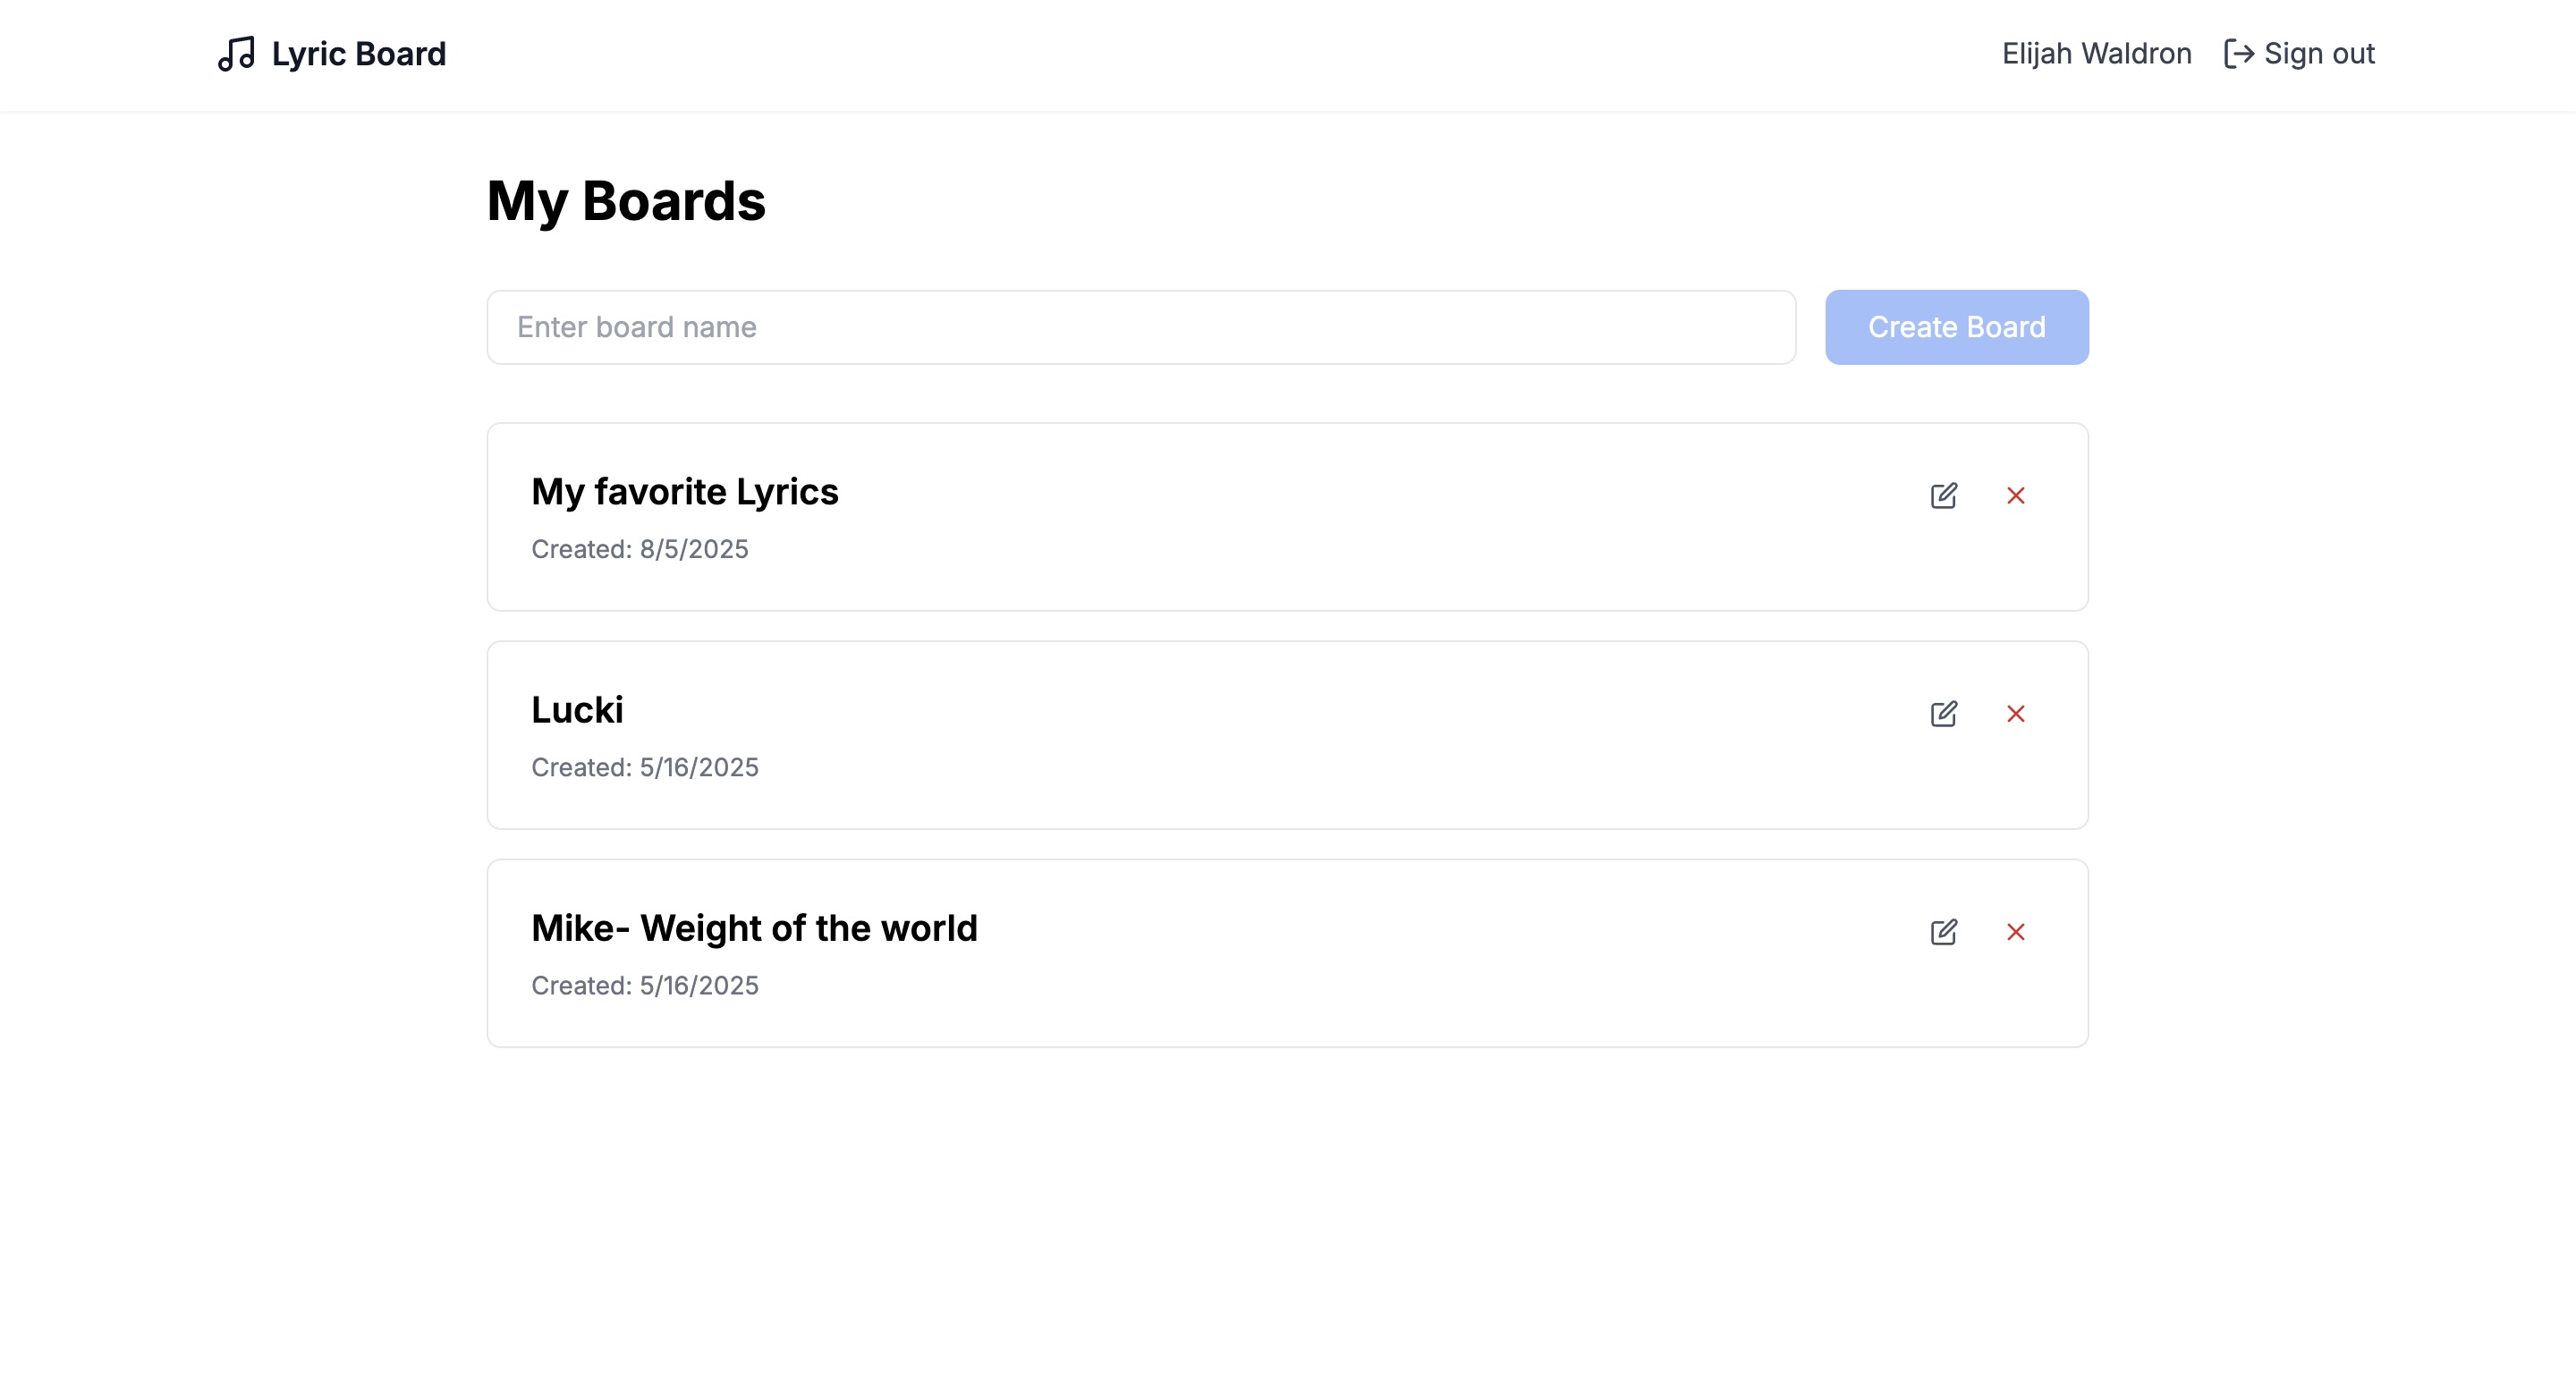 Lyric Board
Elijah Waldron
Sign out
My Boards
Enter board name
Create Board
My favorite Lyrics
Created: 8/5/2025
Lucki
Created: 5/16/2025
Mike- Weight of the world
Created: 5/16/2025